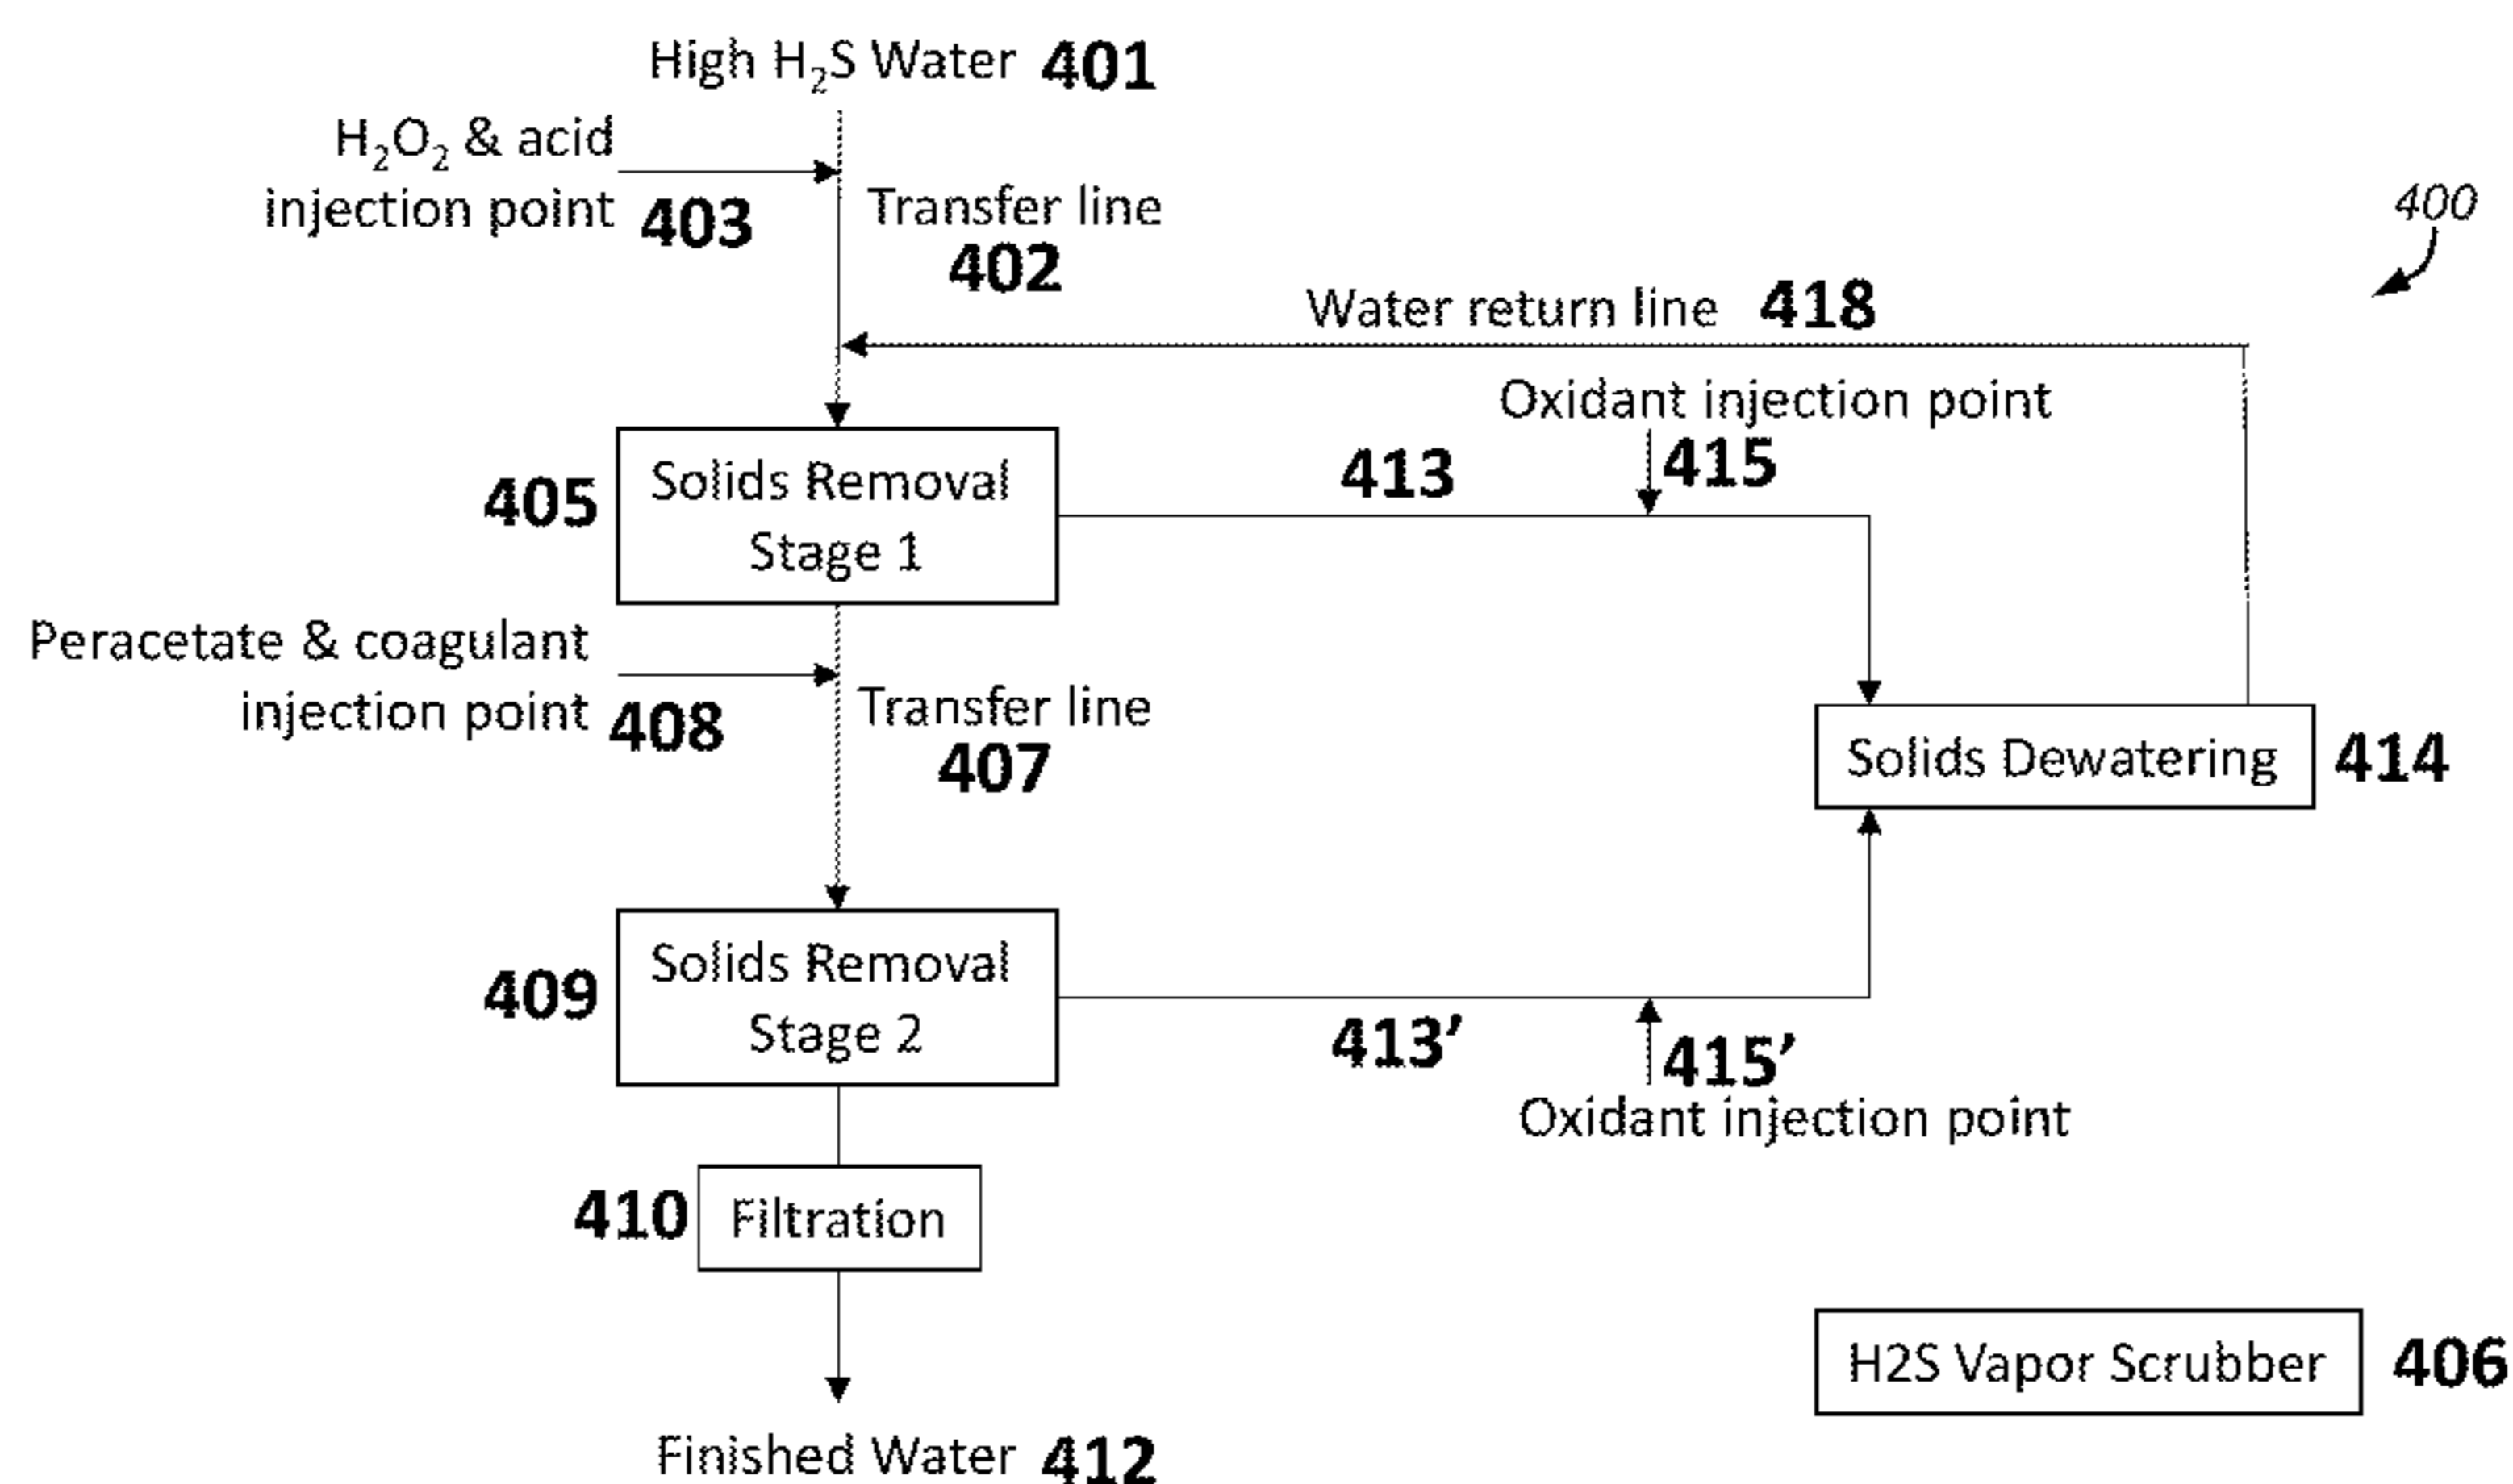 High H₂S Water 401
H₂O₂ & acid
injection point 403
Transfer line
402
400
Water return line 418
Oxidant injection point
415
413
405
Solids Removal
Stage 1
Peracetate & coagulant
injection point 408
Transfer line
407
Solids Dewatering 414
409
Solids Removal
Stage 2
413’
415’
Oxidant injection point
410 Filtration
H2S Vapor Scrubber 406
Finished Water 412